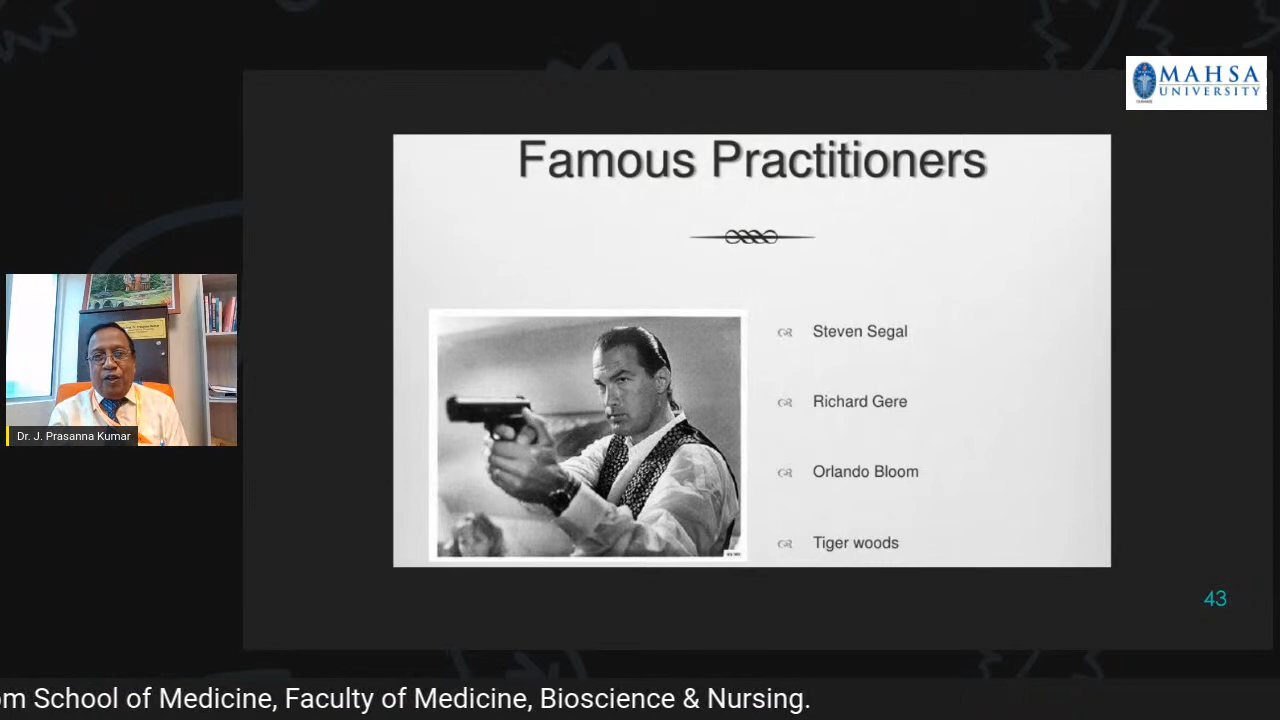 MAHSA
UNIVERSITY
Famous Practitioners
Steven Segal
Richard Gere
Orlando Bloom
Tiger woods
Dr. J. Prasanna Kumar
43
om School of Medicine, Faculty of Medicine, Bioscience & Nursing.